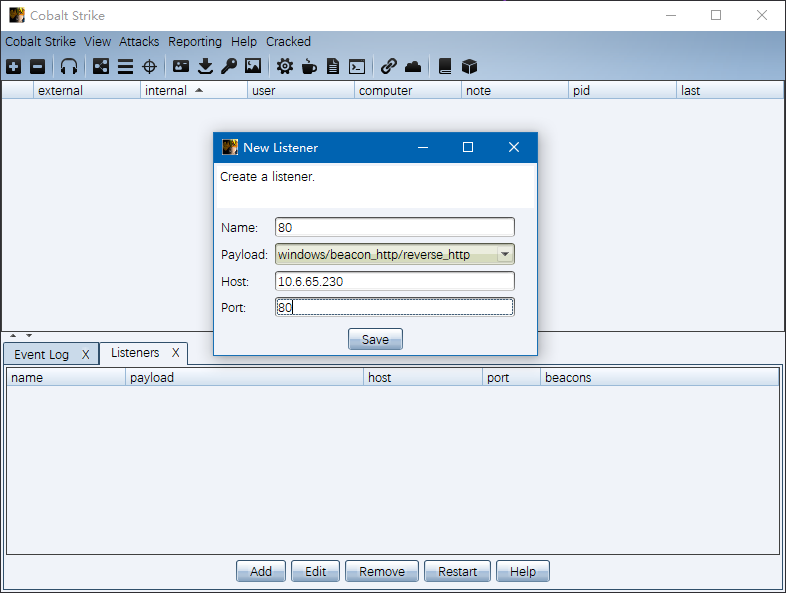 Cobalt Strike
Cobalt Strike View Attacks Reporting Help Cracked
external internal user computer note pid last
New Listener
Create a listener.
Name: 80
Payload: windows/beacon_http/reverse_http
Host: 10.6.65.230
Port: 80
Save
Event Log X Listeners X
name payload host port beacons
Add Edit Remove Restart Help